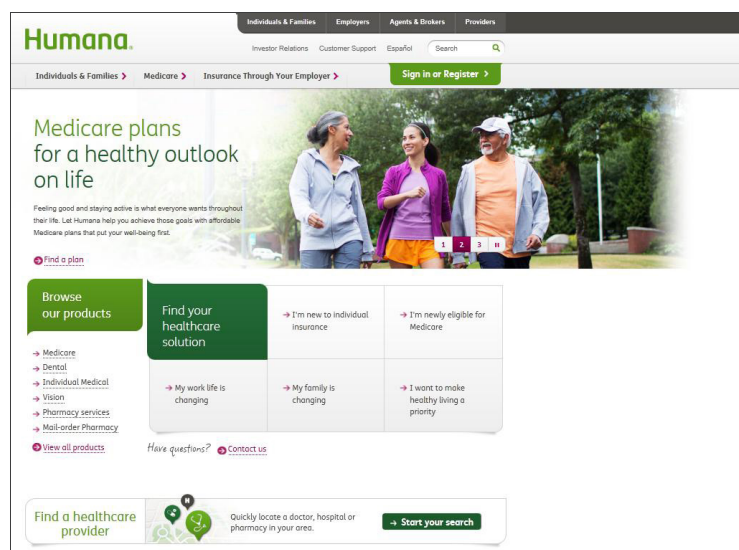 Individuals & Families Employers Agents & Brokers Providers
Humana.
Investor Relations Customer Support Español Search
Individuals & Families Medicare Insurance Through Your Employer Sign in or Register
Medicare plans
for a healthy outlook
on life
Feeling good and staying active is what everyone wants throughout
their life. Let Humana help you achieve those goals with affordable
Medicare plans that put your well-being first.
1 2 3
Find a plan
Browse
our products
Medicare
Dental
Individual Medical
Vision
Pharmacy services
Mail-order Pharmacy
View all products
Find your
healthcare
solution
I'm new to individual
insurance
I'm newly eligible for
Medicare
My work life is
changing
My family is
changing
I want to make
healthy living a
priority
Have questions? Contact us
Find a healthcare
provider
H
Quickly locate a doctor, hospital or
pharmacy in your area.
Start your search